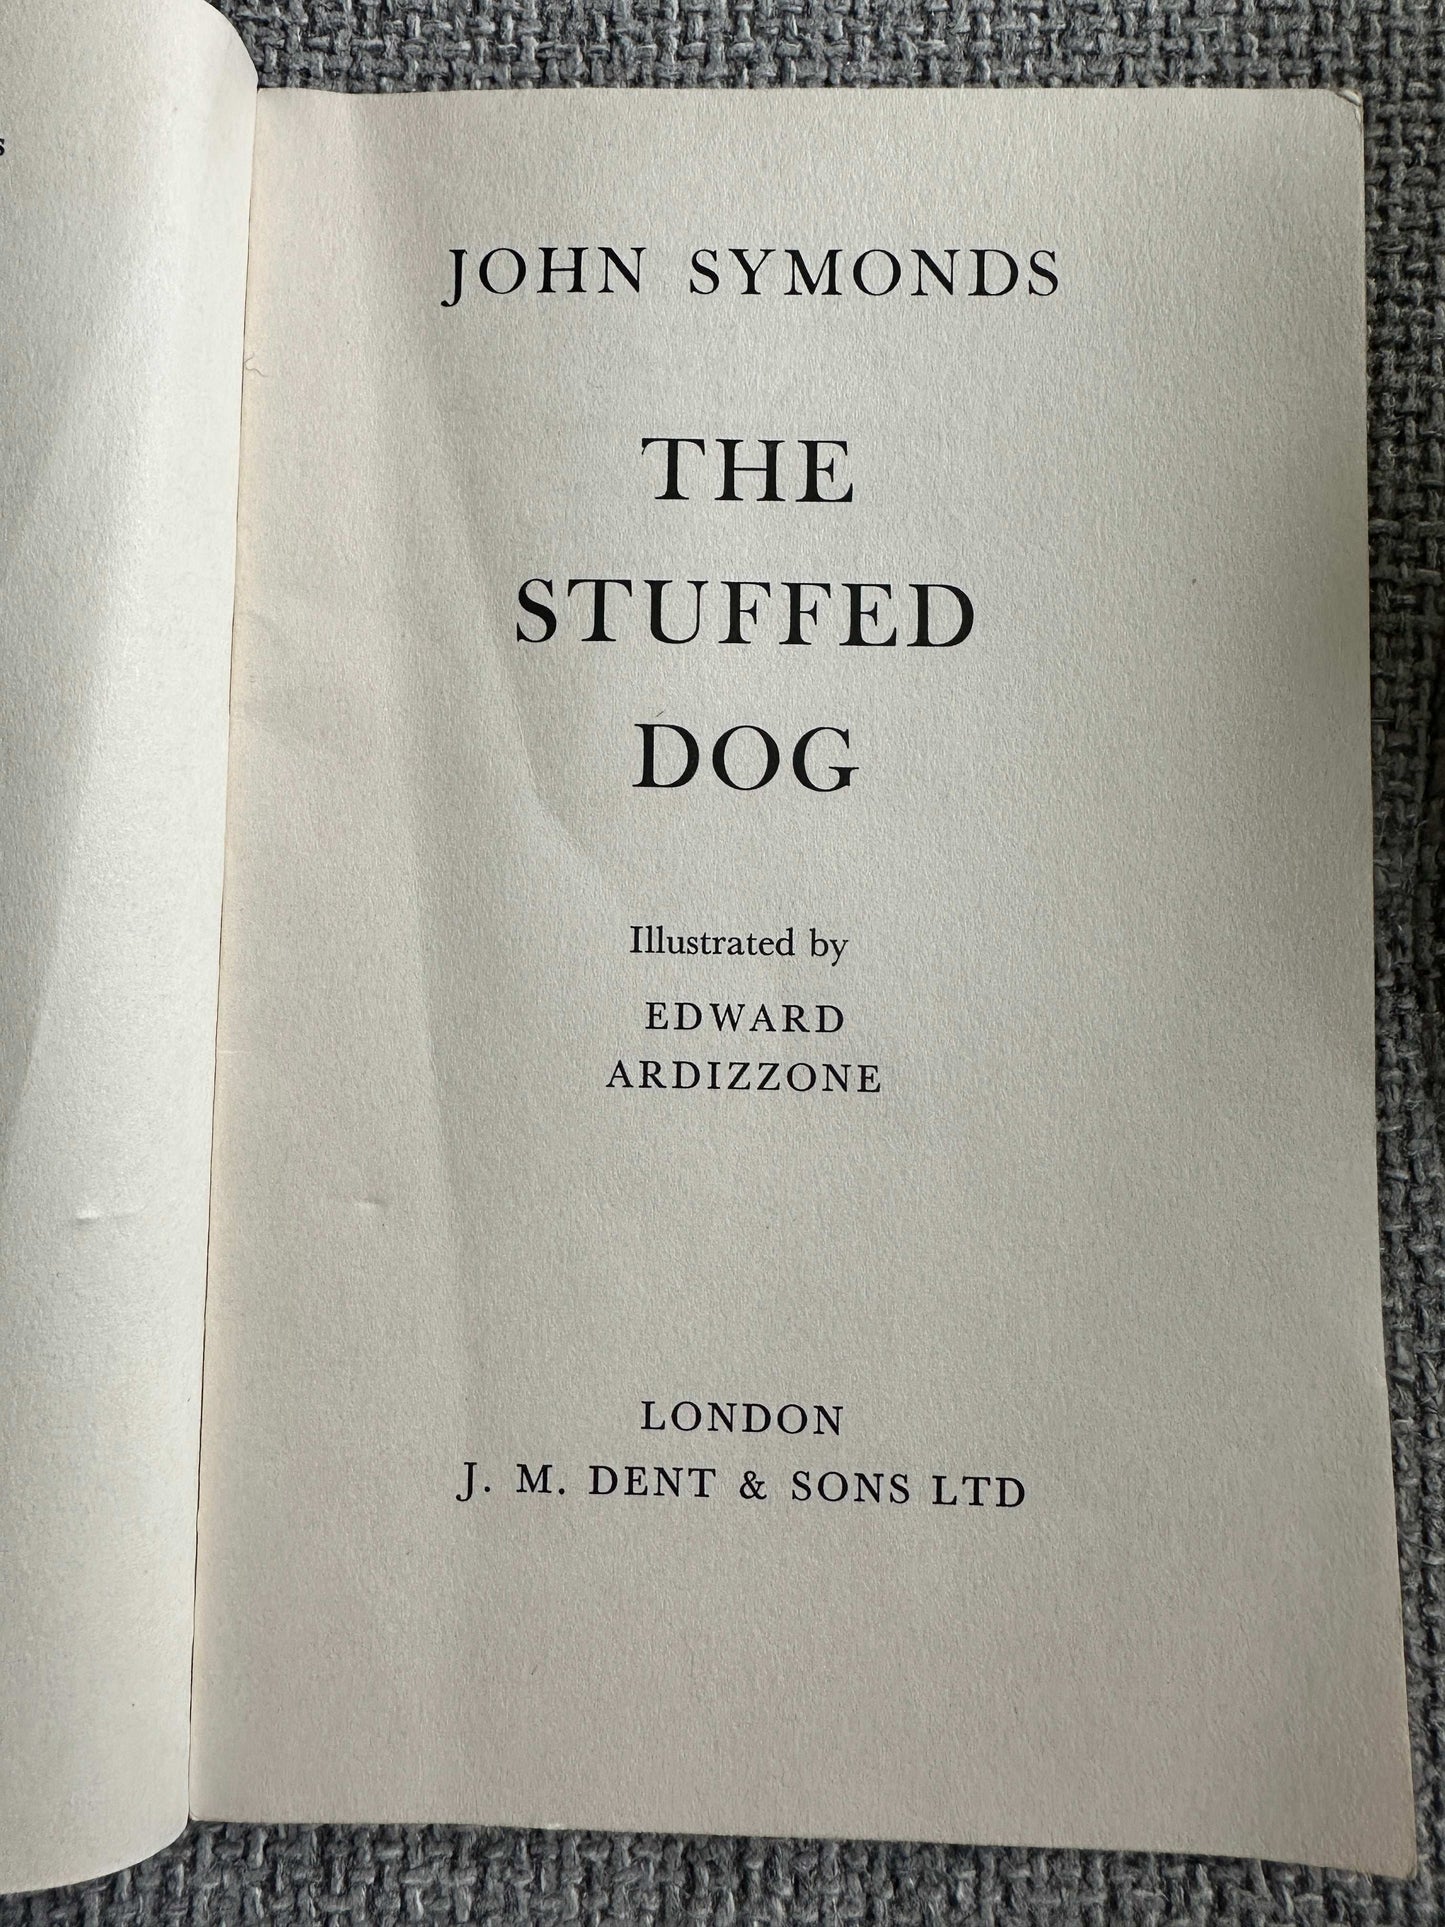 JOHN SYMONDS
THE
STUFFED
DOG
Illustrated by
EDWARD
ARDIZZONE
LONDON
J. M. DENT & SONS LTD